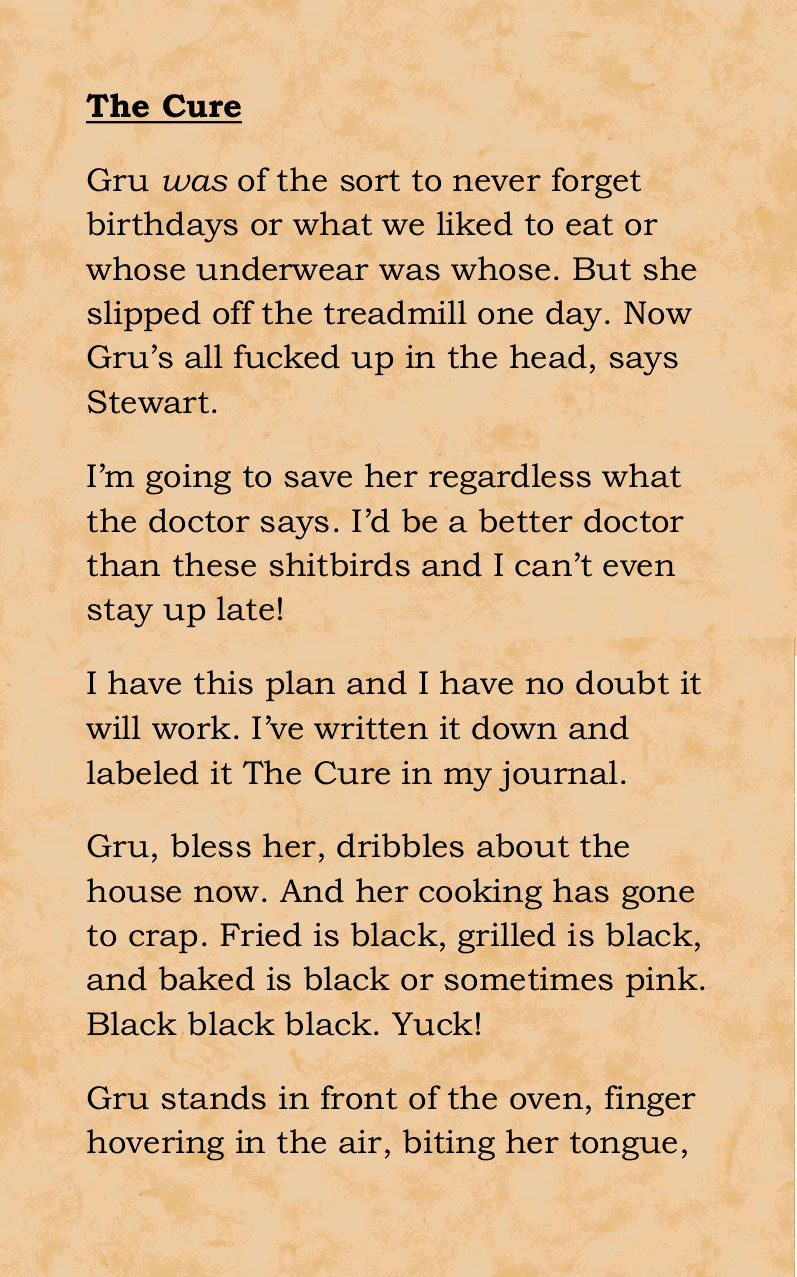 The Cure
Gru was of the sort to never forget
birthdays or what we liked to eat or
whose underwear was whose. But she
slipped off the treadmill one day. Now
Gru’s all fucked up in the head, says
Stewart.
I’m going to save her regardless what
the doctor says. I’d be a better doctor
than these shitbirds and I can’t even
stay up late!
I have this plan and I have no doubt it
will work. I’ve written it down and
labeled it The Cure in my journal.
Gru, bless her, dribbles about the
house now. And her cooking has gone
to crap. Fried is black, grilled is black,
and baked is black or sometimes pink.
Black black black. Yuck!
Gru stands in front of the oven, finger
hovering in the air, biting her tongue,